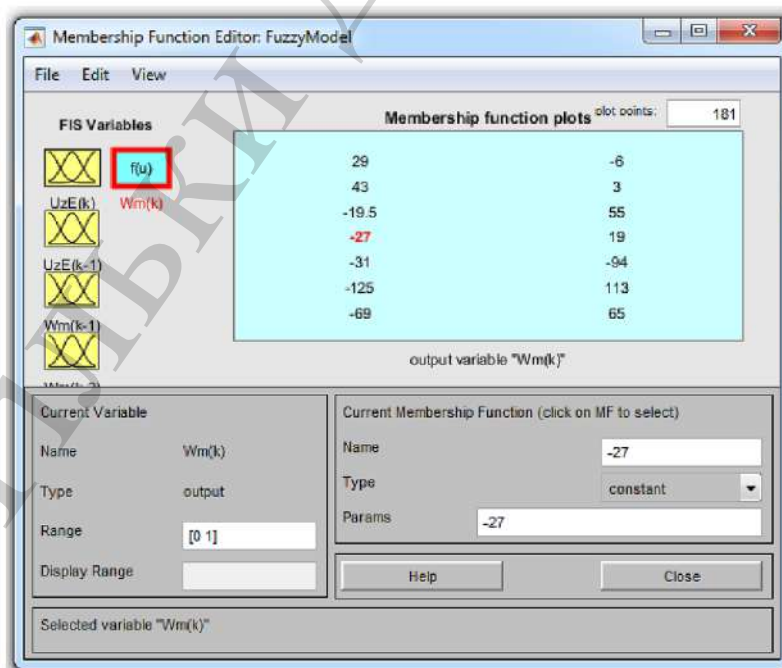 Membership Function Editor: FuzzyModel
File Edit View
FIS Variables
Membership function plots plot points: 181
f(u)
UzE(k) Wm(k)
UzE(k-1)
Wm(k-1)
29 -6
43 3
-19.5 55
-27 19
-31 -94
-125 113
-69 65
output variable "Wm(k)"
Current Variable
Name Wm(k)
Type output
Range [0 1]
Display Range
Current Membership Function (click on MF to select)
Name -27
Type constant
Params -27
Help Close
Selected variable "Wm(k)"